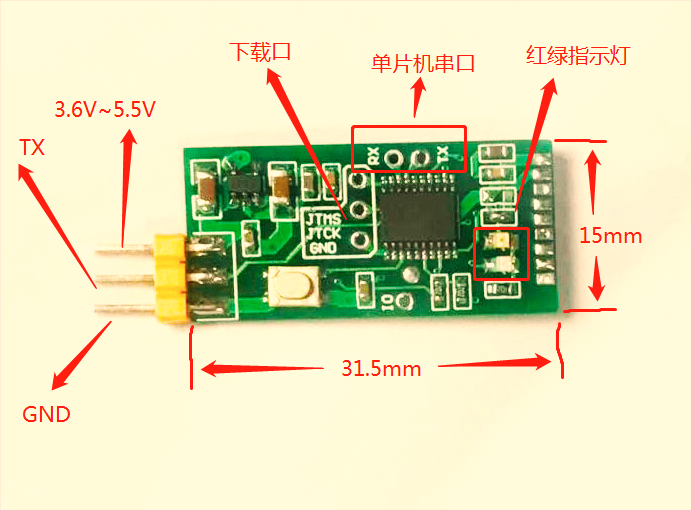 下载口
单片机串口
红绿指示灯
3.6V~5.5V
TX
RX
TX
JTMS
JTCK
GND
15mm
IO
31.5mm
GND